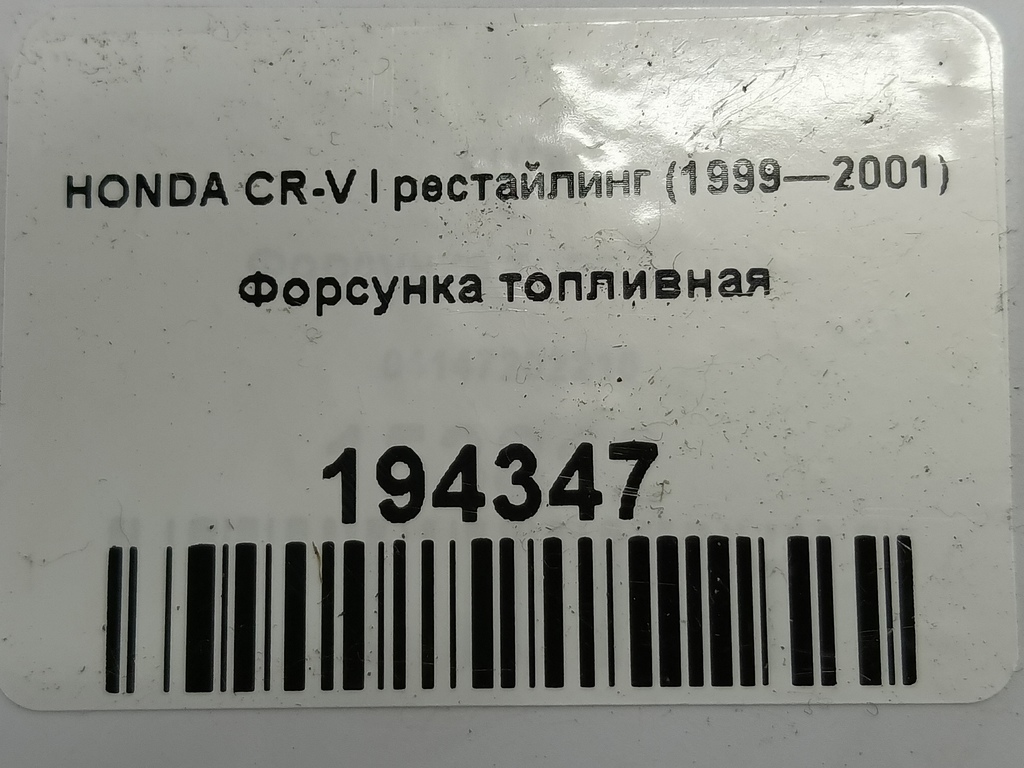 HONDA CR-V I рестайлинг (1999—2001)
Форсунка топливная
194347